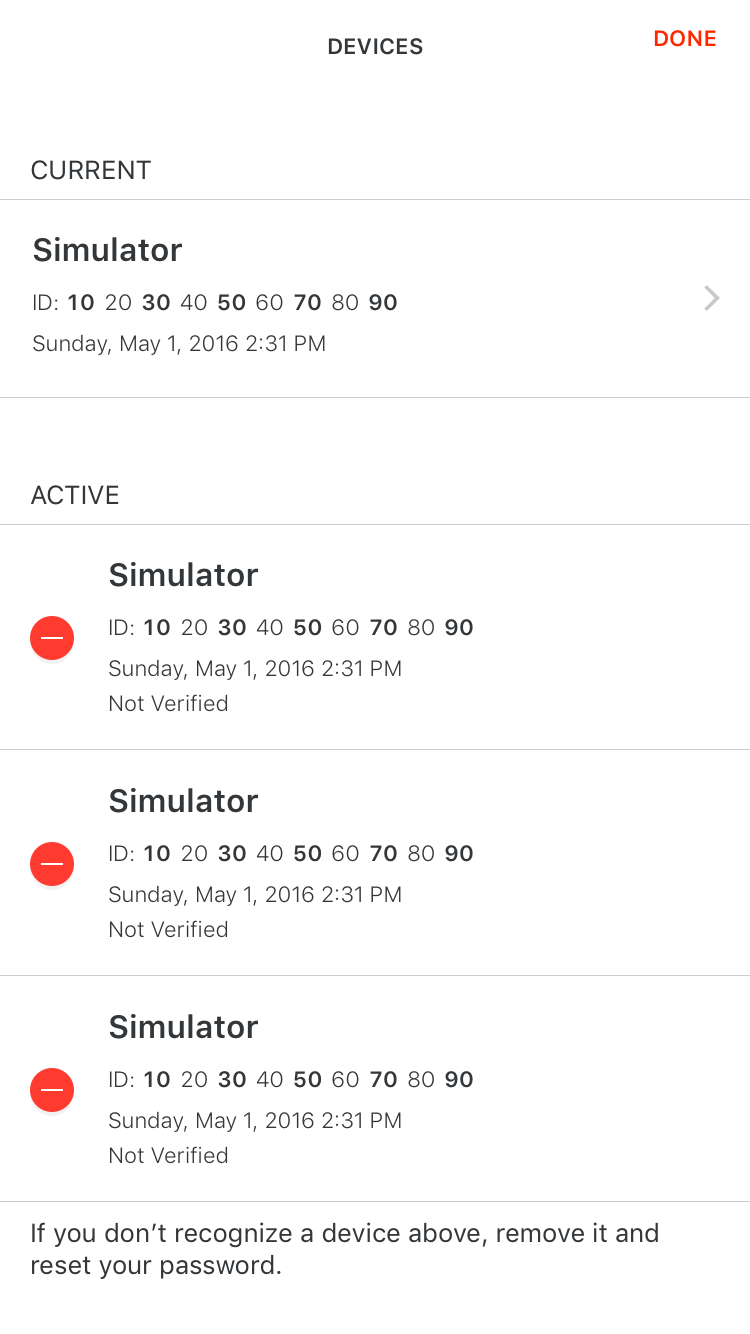 DEVICES
DONE
CURRENT
Simulator
ID: 10 20 30 40 50 60 70 80 90
Sunday, May 1, 2016 2:31 PM
ACTIVE
Simulator
ID: 10 20 30 40 50 60 70 80 90
Sunday, May 1, 2016 2:31 PM
Not Verified
Simulator
ID: 10 20 30 40 50 60 70 80 90
Sunday, May 1, 2016 2:31 PM
Not Verified
Simulator
ID: 10 20 30 40 50 60 70 80 90
Sunday, May 1, 2016 2:31 PM
Not Verified
If you don’t recognize a device above, remove it and
reset your password.